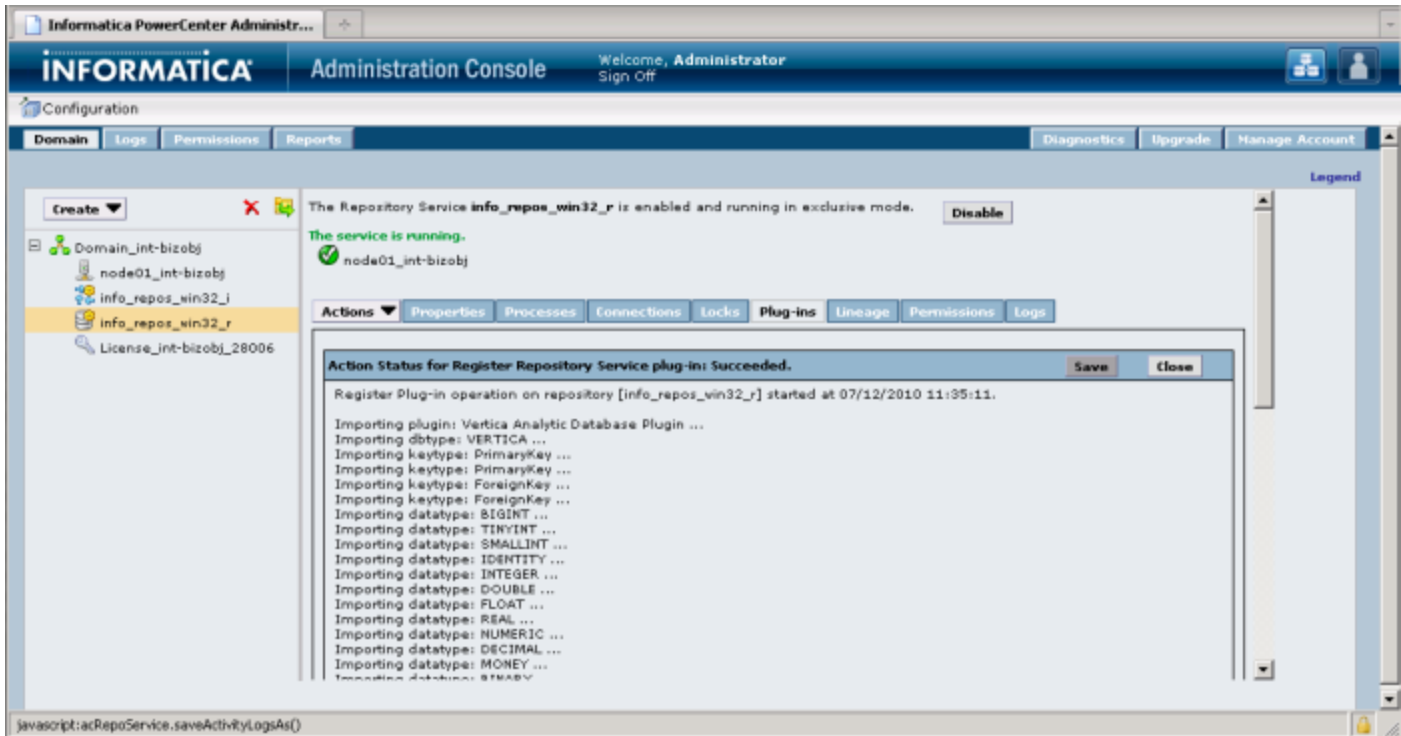 Informatica PowerCenter Administr...
INFORMATICA
Administration Console
Welcome, Administrator
Sign Off
Configuration
Domain Logs Permissions Reports Diagnostics Upgrade Manage Account
Legend
Create
The Repository Service info_repos_win32_r is enabled and running in exclusive mode. Disable
The service is running.
node01_int-bizobj
Domain_int-bizobj
node01_int-bizobj
info_repos_win32_i
info_repos_win32_r
License_int-bizobj_28006
Actions Properties Processes Connections Locks Plug-ins Lineage Permissions Logs
Action Status for Register Repository Service plug-in: Succeeded. Save Close
Register Plug-in operation on repository [info_repos_win32_r] started at 07/12/2010 11:35:11.
Importing plugin: Vertica Analytic Database Plugin ...
Importing dbtype: VERTICA ...
Importing keytype: PrimaryKey ...
Importing keytype: PrimaryKey ...
Importing keytype: ForeignKey ...
Importing keytype: ForeignKey ...
Importing datatype: BIGINT ...
Importing datatype: TINYINT ...
Importing datatype: SMALLINT ...
Importing datatype: IDENTITY ...
Importing datatype: INTEGER ...
Importing datatype: DOUBLE ...
Importing datatype: FLOAT ...
Importing datatype: REAL ...
Importing datatype: NUMERIC ...
Importing datatype: DECIMAL ...
Importing datatype: MONEY ...
Importing datatype: BINARY
javascript:acRepoService.saveActivityLogsAs()